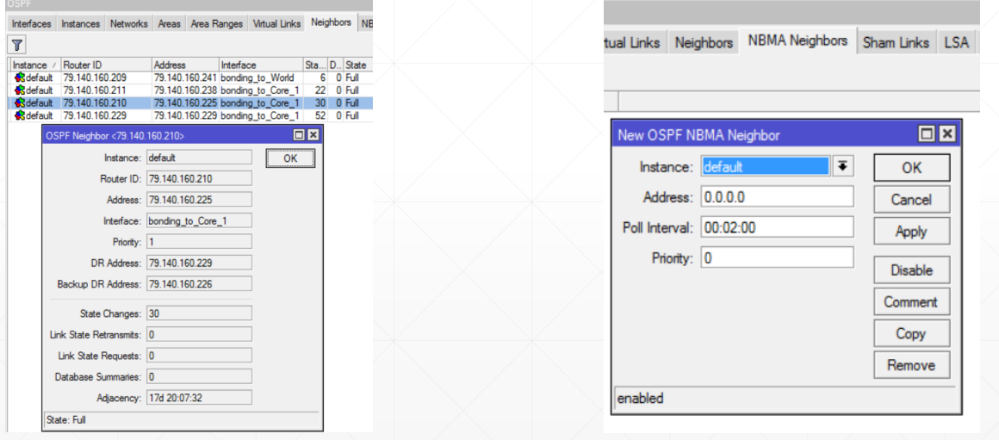 OSPF
Interfaces Instances Networks Areas Area Ranges Virtual Links Neighbors NB
Instance Router ID Address Interface Sta... D.. State
default 79.140.160.209 79.140.160.241 bonding_to_World 6 0 Full
default 79.140.160.211 79.140.160.238 bonding_to_Core_1 22 0 Full
default 79.140.160.210 79.140.160.225 bonding_to_Core_1 30 0 Full
default 79.140.160.229 79.140.160.229 bonding_to_Core_1 52 0 Full
OSPF Neighbor <79.140.160.210>
Instance: default
OK
Router ID: 79.140.160.210
Address: 79.140.160.225
Interface: bonding_to_Core_1
Priority: 1
DR Address: 79.140.160.229
Backup DR Address: 79.140.160.226
State Changes: 30
Link State Retransmits: 0
Link State Requests: 0
Database Summaries: 0
Adjacency: 17d 20:07:32
State: Full
tual Links Neighbors NBMA Neighbors Sham Links LSA
New OSPF NBMA Neighbor
Instance: default
Address: 0.0.0.0
Poll Interval: 00:02:00
Priority: 0
OK
Cancel
Apply
Disable
Comment
Copy
Remove
enabled